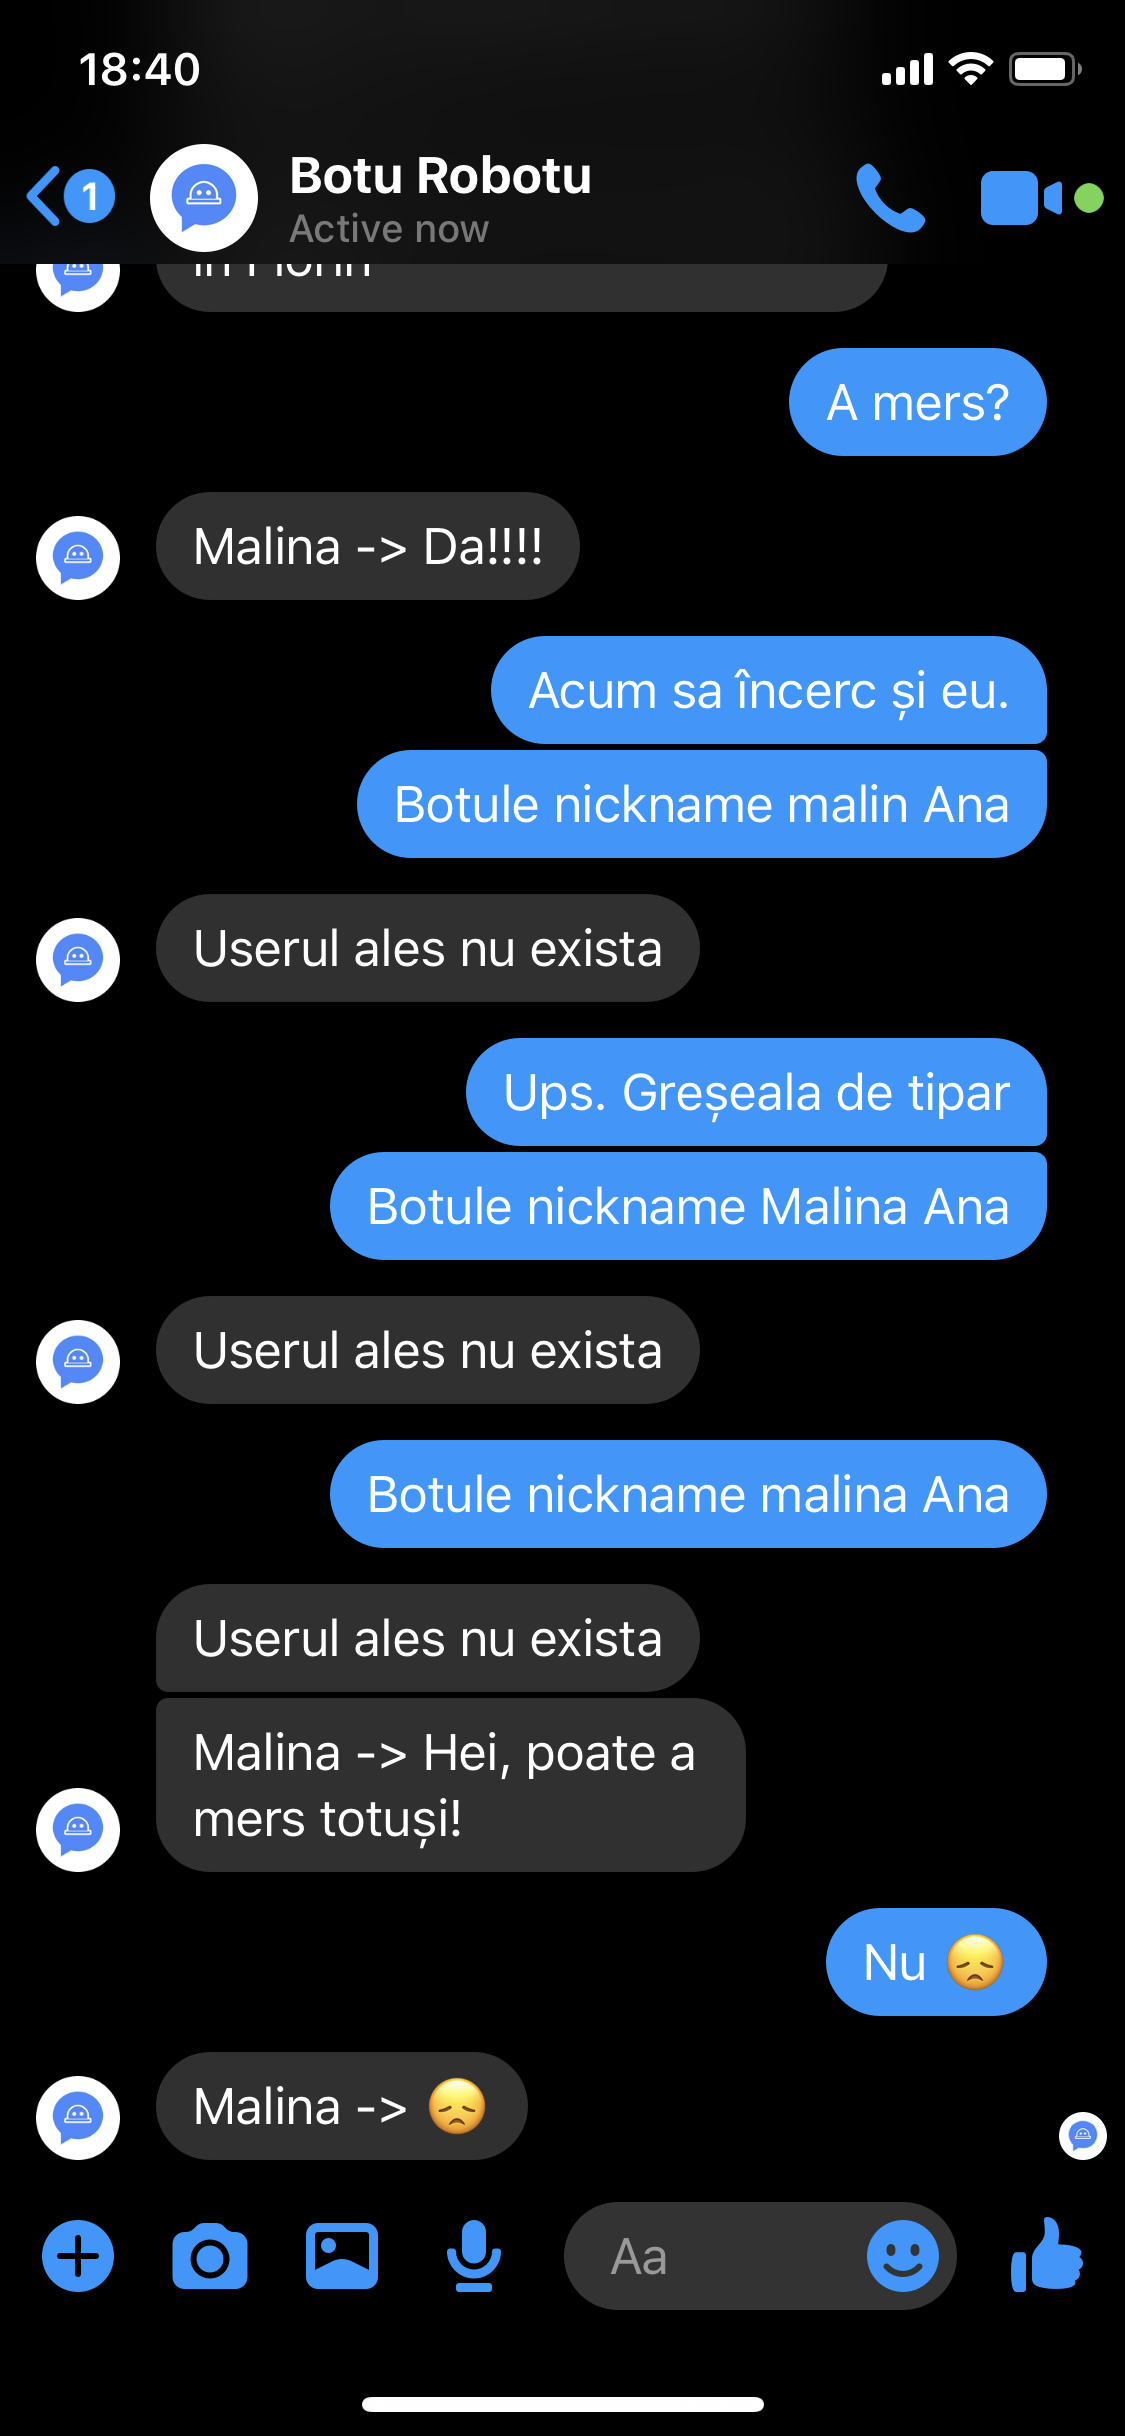 18:40
1
Botu Robotu
Active now
A mers?
Malina -> Da!!!!
Acum sa încerc și eu.
Botule nickname malin Ana
Userul ales nu exista
Ups. Greșeala de tipar
Botule nickname Malina Ana
Userul ales nu exista
Botule nickname malina Ana
Userul ales nu exista
Malina -> Hei, poate a
mers totuși!
Nu 😞
Malina -> 😞
Aa